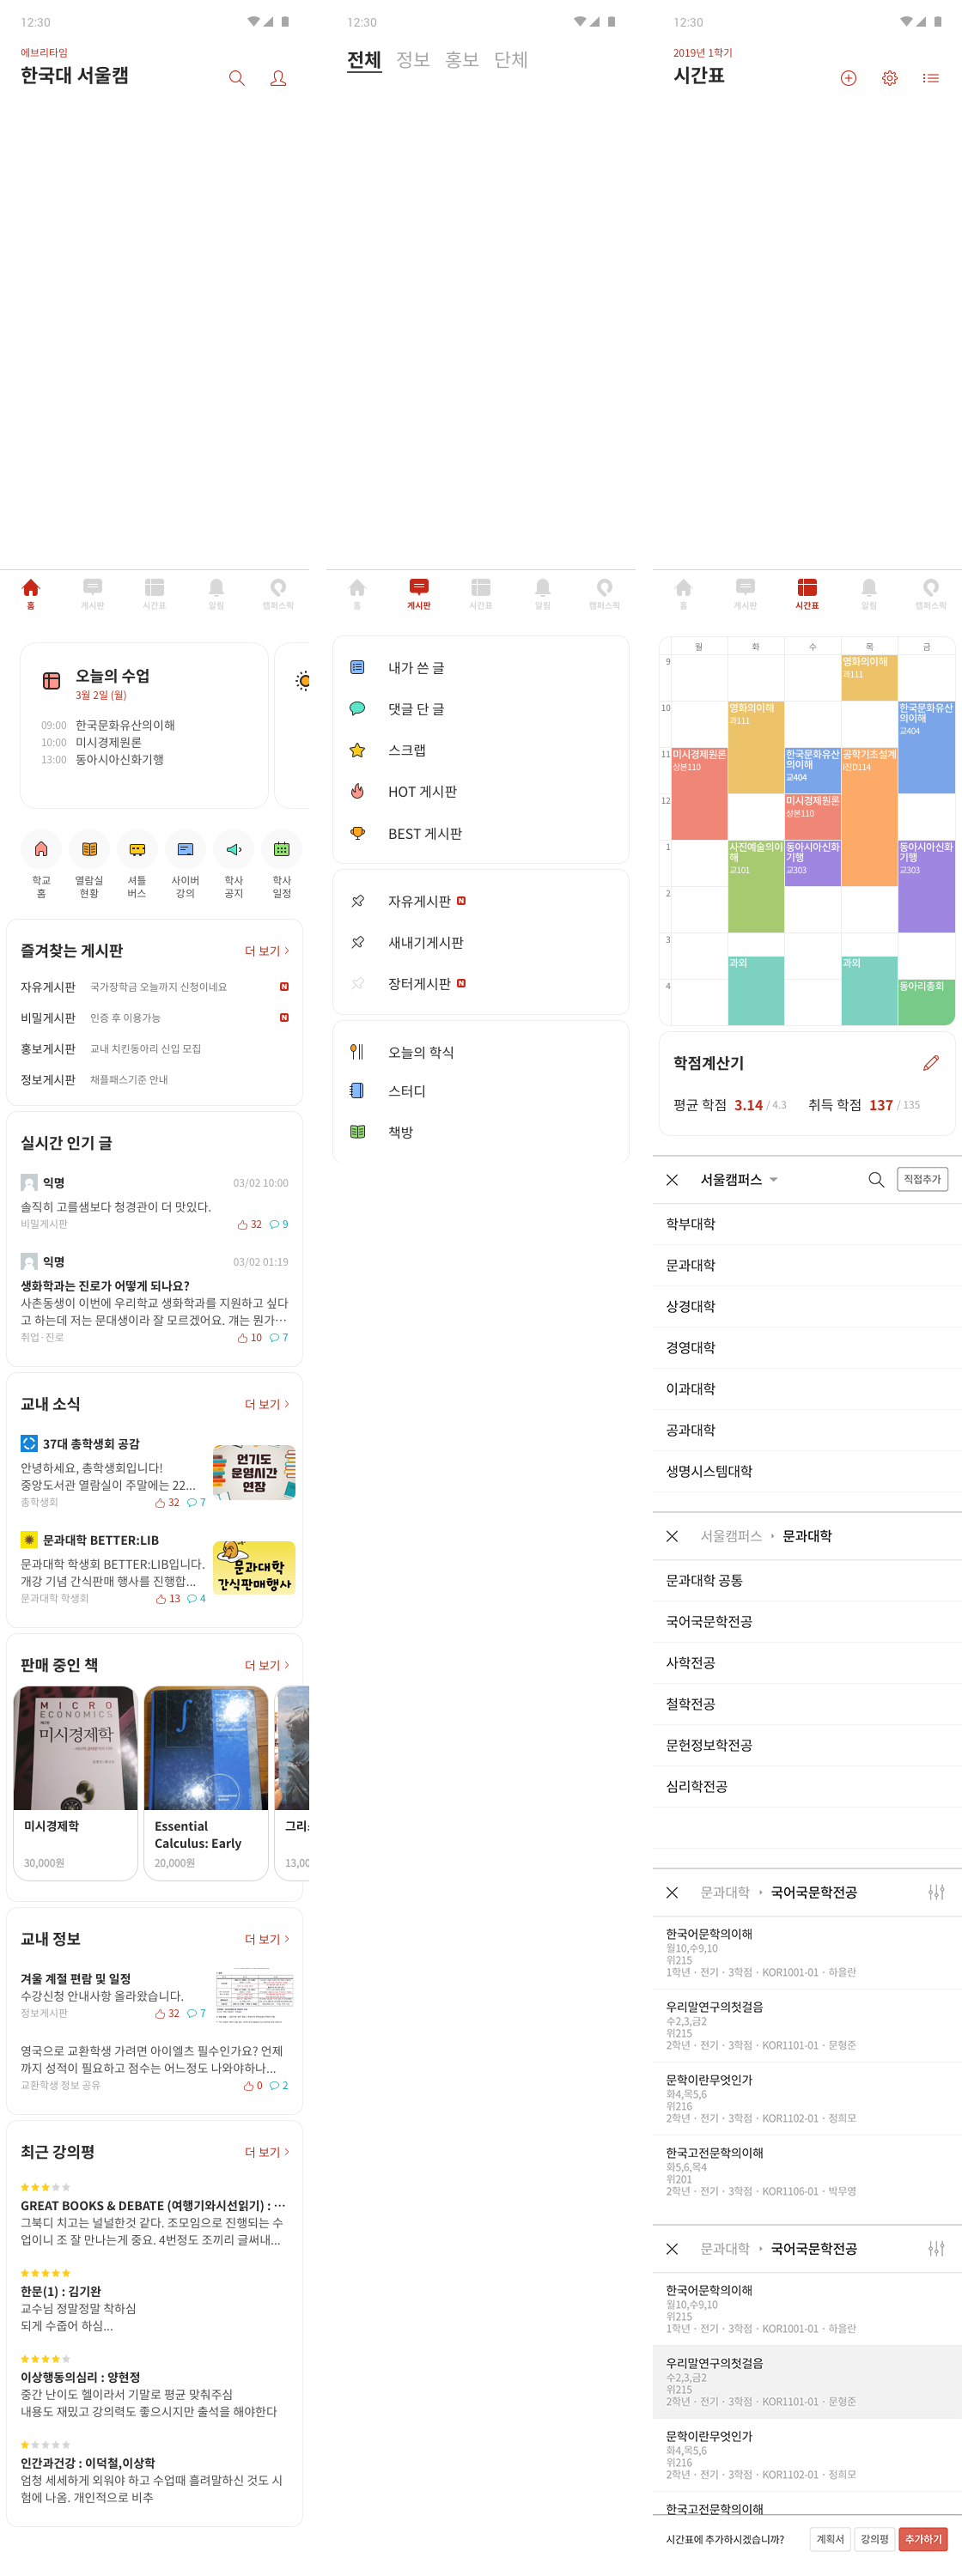 12:30
에브리타임
한국대 서울캠
홈
게시판
시간표
알림
캠퍼스픽
오늘의 수업
3월 2일 (월)
09:00 한국문화유산의이해
10:00 미시경제원론
13:00 동아시아신화기행
학교
홈
열람실
현황
셔틀
버스
사이버
강의
학사
공지
학사
일정
즐겨찾는 게시판
더 보기
자유게시판 국가장학금 오늘까지 신청이네요 N
비밀게시판 인증 후 이용가능 N
홍보게시판 교내 치킨동아리 신입 모집
정보게시판 채플패스기준 안내
실시간 인기 글
익명 03/02 10:00
솔직히 고를샘보다 청경관이 더 맛있다.
비밀게시판 32 9
익명 03/02 01:19
생화학과는 진로가 어떻게 되나요?
사촌동생이 이번에 우리학교 생화학과를 지원하고 싶다
고 하는데 저는 문대생이라 잘 모르겠어요. 걔는 뭔가…
취업·진로 10 7
교내 소식
더 보기
37대 총학생회 공감
안녕하세요, 총학생회입니다!
중앙도서관 열람실이 주말에는 22...
총학생회 32 7
언기도
운영시간
연장
문과대학 BETTER:LIB
문과대학 학생회 BETTER:LIB입니다.
개강 기념 간식판매 행사를 진행합...
문과대학 학생회 13 4
문과대학
간식판매행사
판매 중인 책
더 보기
MICRO
ECONOMICS
미시경제학
미시경제학
30,000원
Essential
Calculus: Early
20,000원
교내 정보
더 보기
겨울 계절 편람 및 일정
수강신청 안내사항 올라왔습니다.
정보게시판 32 7
영국으로 교환학생 가려면 아이엘츠 필수인가요? 언제
까지 성적이 필요하고 점수는 어느정도 나와야하나...
교환학생 정보 공유 0 2
최근 강의평
더 보기
GREAT BOOKS & DEBATE (여행기와시선읽기) : …
그북디 치고는 널널한것 같다. 조모임으로 진행되는 수
업이니 조 잘 만나는게 중요. 4번정도 조끼리 글써내...
한문(1) : 김기완
교수님 정말정말 착하심
되게 수줍어 하심...
이상행동의심리 : 양현정
중간 난이도 헬이라서 기말로 평균 맞춰주심
내용도 재밌고 강의력도 좋으시지만 출석을 해야한다
인간과건강 : 이덕철,이상학
엄청 세세하게 외워야 하고 수업때 흘려말하신 것도 시
험에 나옴. 개인적으로 비추
12:30
전체 정보 홍보 단체
홈
게시판
시간표
알림
캠퍼스픽
내가 쓴 글
댓글 단 글
스크랩
HOT 게시판
BEST 게시판
자유게시판 N
새내기게시판
장터게시판 N
오늘의 학식
스터디
책방
12:30
2019년 1학기
시간표
홈
게시판
시간표
알림
캠퍼스픽
월 화 수 목 금
9
영화의이해
과111
10
영화의이해
과111
한국문화유산
의이해
교404
11
미시경제원론
상본110
한국문화유산
의이해
교404
공학기초설계
I진D114
12
미시경제원론
상본110
1
사진예술의이
해
교101
동아시아신화
기행
교303
동아시아신화
기행
교303
2
3
과외
과외
4
동아리총회
학점계산기
평균 학점 3.14 / 4.3 취득 학점 137 / 135
서울캠퍼스
직접추가
학부대학
문과대학
상경대학
경영대학
이과대학
공과대학
생명시스템대학
서울캠퍼스 문과대학
문과대학 공통
국어국문학전공
사학전공
철학전공
문헌정보학전공
심리학전공
문과대학 국어국문학전공
한국어문학의이해
월10,수9,10
위215
1학년 · 전기 · 3학점 · KOR1001-01 · 하을란
우리말연구의첫걸음
수2,3,금2
위215
2학년 · 전기 · 3학점 · KOR1101-01 · 문형준
문학이란무엇인가
화4,목5,6
위216
2학년 · 전기 · 3학점 · KOR1102-01 · 정희모
한국고전문학의이해
화5,6,목4
위201
2학년 · 전기 · 3학점 · KOR1106-01 · 박무영
문과대학 국어국문학전공
한국어문학의이해
월10,수9,10
위215
1학년 · 전기 · 3학점 · KOR1001-01 · 하을란
우리말연구의첫걸음
수2,3,금2
위215
2학년 · 전기 · 3학점 · KOR1101-01 · 문형준
문학이란무엇인가
화4,목5,6
위216
2학년 · 전기 · 3학점 · KOR1102-01 · 정희모
한국고전문학의이해
시간표에 추가하시겠습니까?
계획서
강의평
추가하기